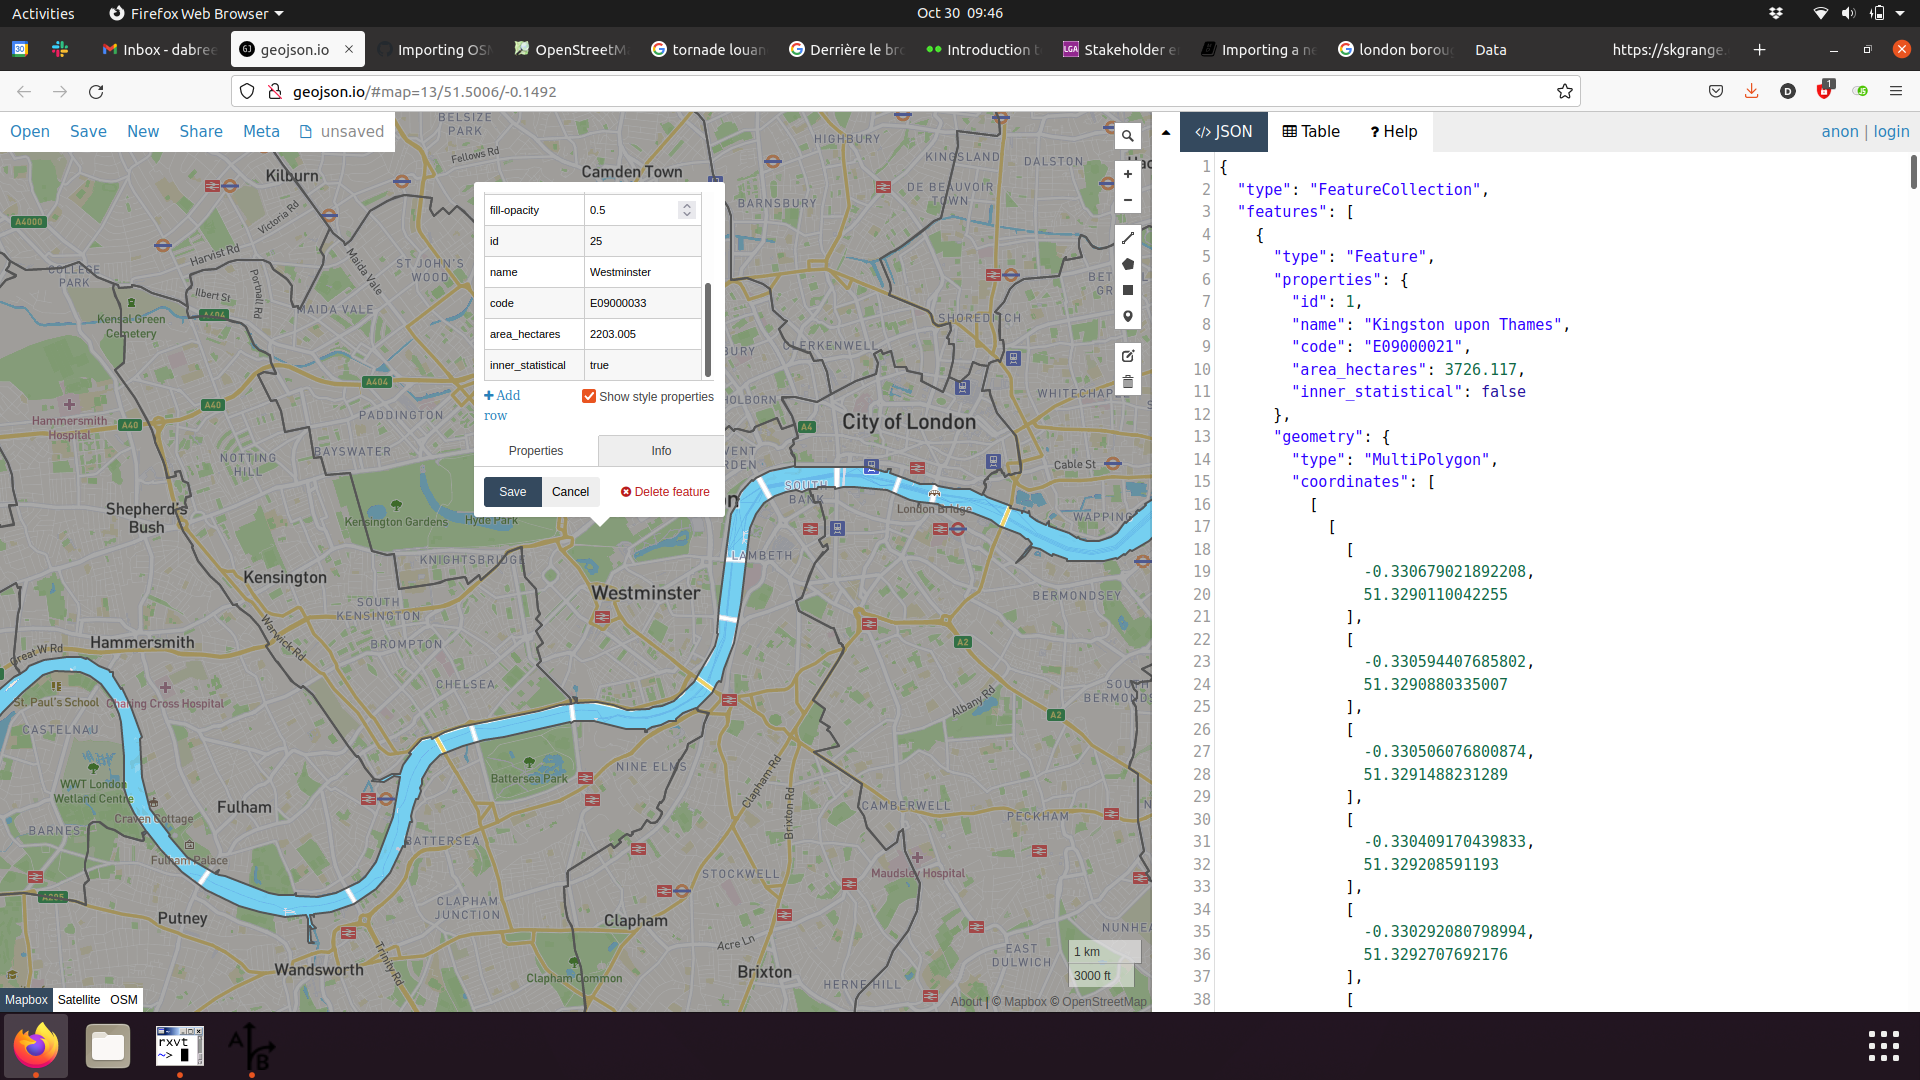 Activities
Firefox Web Browser
Oct 30 09:46
Inbox - dabree
geojson.io
Importing OS
OpenStreetM
tornade louan
Derrière le br
Introduction t
Stakeholder e
Importing a n
london boroug
Data
https://skgrange.
geojson.io/#map=13/51.5006/-0.1492
Open
Save
New
Share
Meta
unsaved
JSON
Table
? Help
anon | login
BELSIZE
PARK
Fellows Rd
Kilburn
Camden Town
HIGHBURY
KINGSLAND
DALSTON
DE BEAUVOIR
TOWN
BARNSBURY
A4000
Victoria Rd
Harvist Rd
COLLEGE
PARK
Ilbert St
Portnall Rd
Maida Vale
ST JOHN'S
WOOD
MAIDA VALE
A404
Kensal Green
Cemetery
SHOREDITCH
CLERKENWELL
A404
A40
A40
Hammersmith
Hospital
PADDINGTON
BAYSWATER
NOTTING
HILL
HOLBORN
WHITECHAP
City of London
A4
Cable St
Shepherd's
Bush
Kensington Gardens
Hyde Park
SOUTH
BANK
London Bridge
WAPPING
KNIGHTSBRIDGE
LAMBETH
Kensington
Westminster
SOUTH
KENSINGTON
BROMPTON
Warwick Rd
BERMONDSEY
A2
Hammersmith
Great W Rd
St. Paul's School
Charing Cross Hospital
CHELSEA
CASTELNAU
Albany Rd
A2
SOUTH
BERMONDS
WWT London
Wetland Centre
Craven Cottage
Fulham
Battersea Park
NINE ELMS
Clapham Rd
Brixton Rd
CAMBERWELL
PECKHAM
BARNES
Fulham Palace
BATTERSEA
STOCKWELL
Maudsley Hospital
CLAPHAM
JUNCTION
Putney
Clapham
Trinity Rd
Acre Ln
Wandsworth
Clapham Common
Brixton
HERNE HILL
EAST
DULWICH
NUNHEA
fill-opacity 0.5
id 25
name Westminster
code E09000033
area_hectares 2203.005
inner_statistical true
Add
row
Show style properties
Properties
Info
Save
Cancel
Delete feature
1 km
3000 ft
Mapbox
Satellite
OSM
About | © Mapbox © OpenStreetMap
1 {
2 "type": "FeatureCollection",
3 "features": [
4 {
5 "type": "Feature",
6 "properties": {
7 "id": 1,
8 "name": "Kingston upon Thames",
9 "code": "E09000021",
10 "area_hectares": 3726.117,
11 "inner_statistical": false
12 },
13 "geometry": {
14 "type": "MultiPolygon",
15 "coordinates": [
16 [
17 [
18 [
19 -0.330679021892208,
20 51.3290110042255
21 ],
22 [
23 -0.330594407685802,
24 51.3290880335007
25 ],
26 [
27 -0.330506076800874,
28 51.3291488231289
29 ],
30 [
31 -0.330409170439833,
32 51.329208591193
33 ],
34 [
35 -0.330292080798994,
36 51.3292707692176
37 ],
38 [
rxvt
~>
A
B